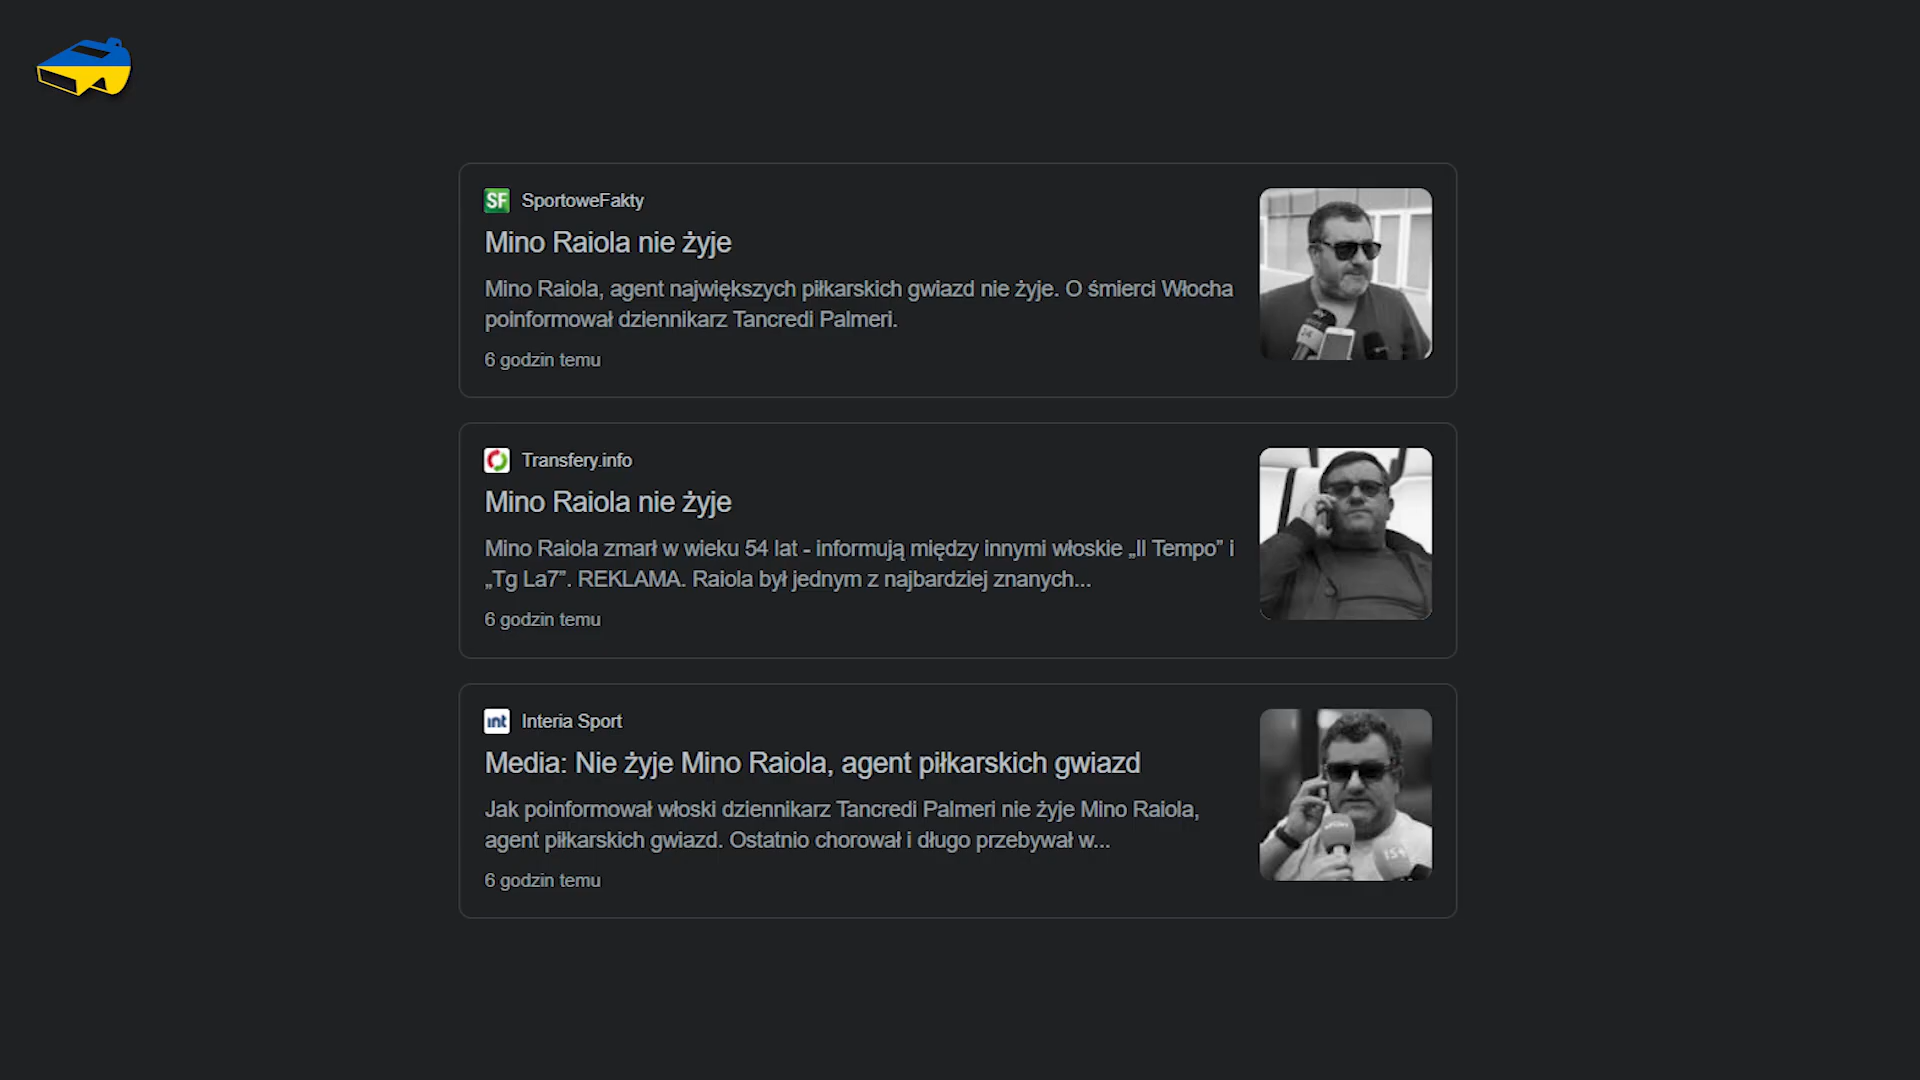 SF SportoweFakty
Mino Raiola nie żyje
Mino Raiola, agent największych piłkarskich gwiazd nie żyje. O śmierci Włocha
poinformował dziennikarz Tancredi Palmeri.
6 godzin temu
Transfery.info
Mino Raiola nie żyje
Mino Raiola zmarł w wieku 54 lat - informują między innymi włoskie „Il Tempo” i
„Tg La7”. REKLAMA. Raiola był jednym z najbardziej znanych...
6 godzin temu
int Interia Sport
Media: Nie żyje Mino Raiola, agent piłkarskich gwiazd
Jak poinformował włoski dziennikarz Tancredi Palmeri nie żyje Mino Raiola,
agent piłkarskich gwiazd. Ostatnio chorował i długo przebywał w...
6 godzin temu